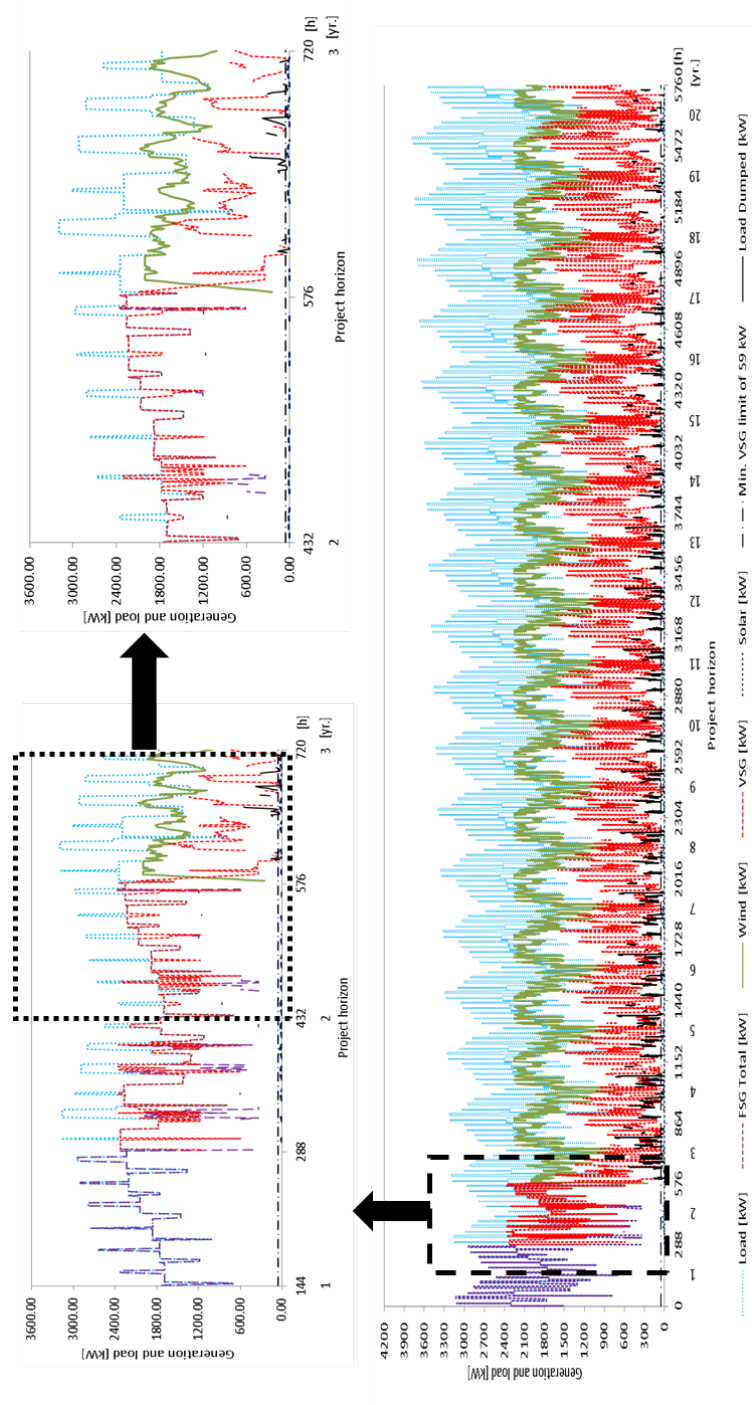 Generation and load [kW]
3600.00
3000.00
2400.00
1800.00
1200.00
600.00
0.00
144 288 432 576 720 [h]
1 2 3 [yr.]
Project horizon
Generation and load [kW]
3600.00
3000.00
2400.00
1800.00
1200.00
600.00
0.00
432 576 720 [h]
2 3 [yr.]
Project horizon
Generation and load [kW]
4200
3900
3600
3300
3000
2700
2400
2100
1800
1500
1200
900
600
300
0 288 576 864 1152 1440 1728 2016 2304 2592 2880 3168 3456 3744 4032 4320 4608 4896 5184 5472 5760 [h]
1 2 3 4 5 6 7 8 9 10 11 12 13 14 15 16 17 18 19 20 [yr.]
Project horizon
Load [kW] FSG Total [kW] Wind [kW] VSG [kW] Solar [kW] Min. VSG limit of 59 kW Load Dumped [kW]